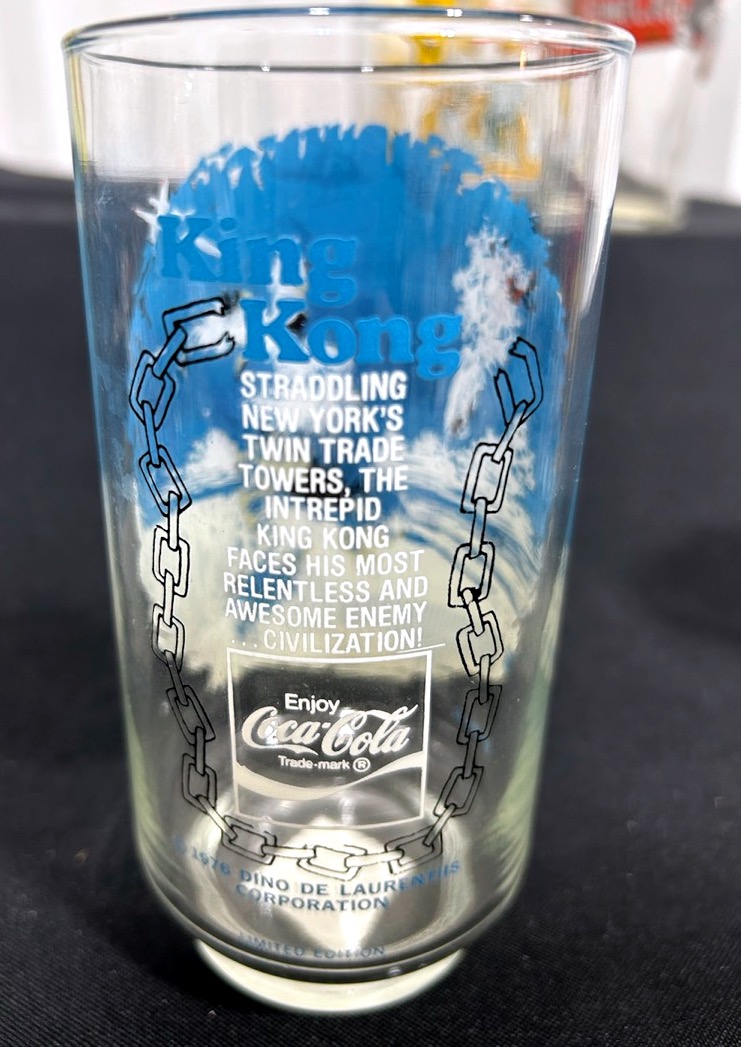 King
Kong
STRADDLING
NEW YORK'S
TWIN TRADE
TOWERS, THE
INTREPID
KING KONG
FACES HIS MOST
RELENTLESS AND
AWESOME ENEMY
...CIVILIZATION!
Enjoy
Coca-Cola
Trade-mark ®
© 1976 DINO DE LAURENTIIS
CORPORATION
LIMITED EDITION